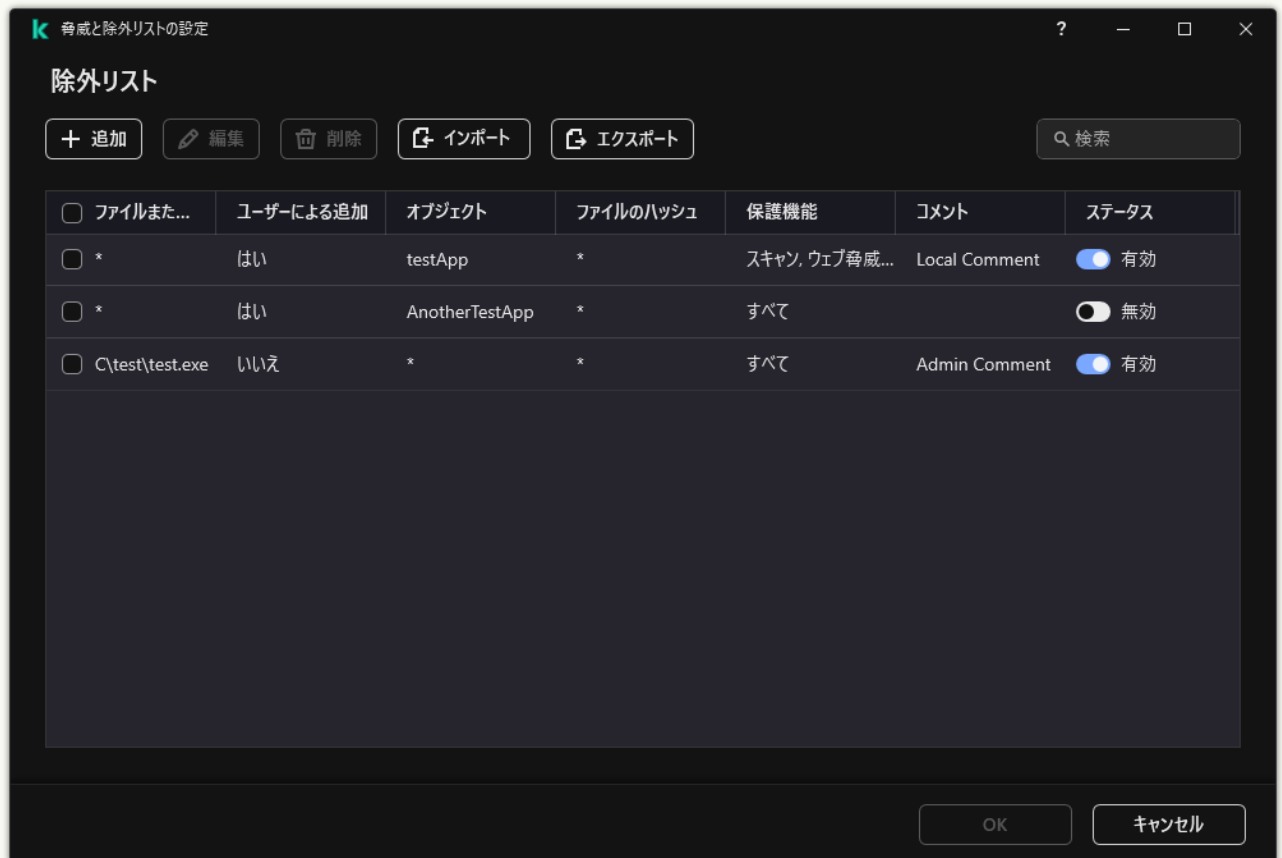 脅威と除外リストの設定 ?
除外リスト
追加 編集 削除 インポート エクスポート 検索
ファイルまた... ユーザーによる追加 オブジェクト ファイルのハッシュ 保護機能 コメント ステータス
* はい testApp * スキャン, ウェブ脅威... Local Comment 有効
* はい AnotherTestApp * すべて 無効
C\test\test.exe いいえ * * すべて Admin Comment 有効
OK キャンセル